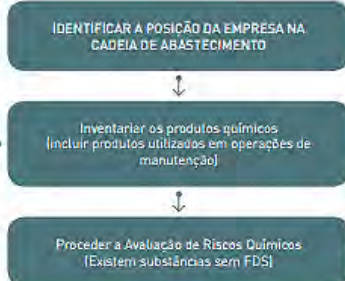 IDENTIFICAR A POSIÇÃO DA EMPRESA NA
CADEIA DE ABASTECIMENTO
Inventariar os produtos químicos
(incluir produtos utilizados em operações de
manutenção)
Proceder a Avaliação de Riscos Químicos
(Existem substâncias sem FDS)